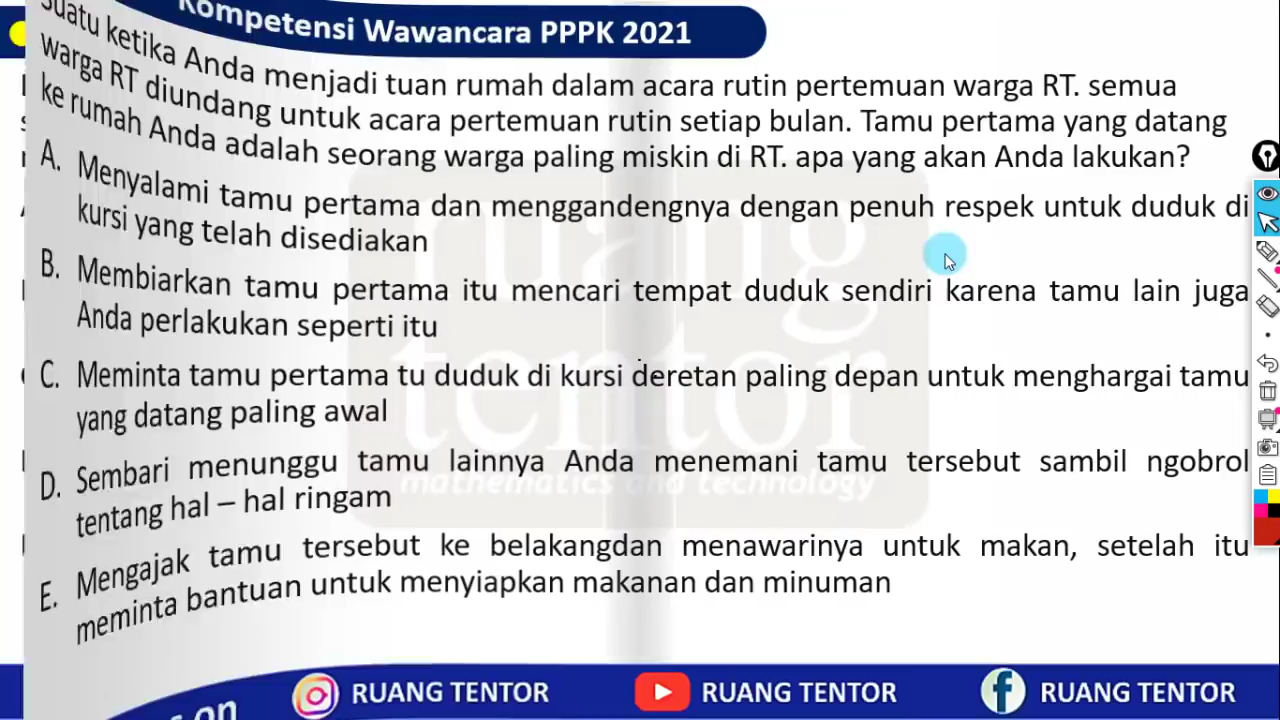 Kompetensi Wawancara PPPK 2021
Suatu ketika Anda menjadi tuan rumah dalam acara rutin pertemuan warga RT. semua
warga RT diundang untuk acara pertemuan rutin setiap bulan. Tamu pertama yang datang
ke rumah Anda adalah seorang warga paling miskin di RT. apa yang akan Anda lakukan?
A. Menyalami tamu pertama dan menggandengnya dengan penuh respek untuk duduk di
kursi yang telah disediakan
B. Membiarkan tamu pertama itu mencari tempat duduk sendiri karena tamu lain juga
Anda perlakukan seperti itu
C. Meminta tamu pertama tu duduk di kursi deretan paling depan untuk menghargai tamu
yang datang paling awal
D. Sembari menunggu tamu lainnya Anda menemani tamu tersebut sambil ngobrol
tentang hal – hal ringam
E. Mengajak tamu tersebut ke belakangdan menawarinya untuk makan, setelah itu
meminta bantuan untuk menyiapkan makanan dan minuman
ruang
tentor
mathematics and technology
on
RUANG TENTOR
RUANG TENTOR
RUANG TENTOR